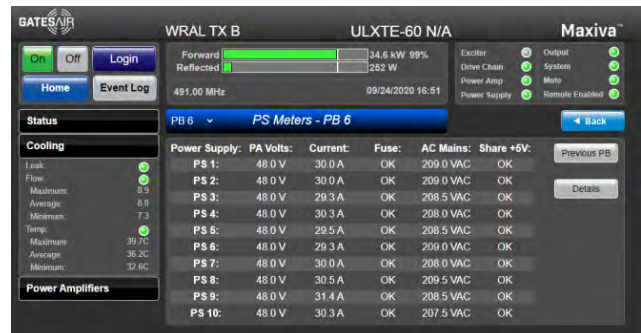 GATESAIR
WRAL TX B
ULXTE-60 N/A
Maxiva™
On
Off
Login
Home
Event Log
Forward
34.6 kW 99%
Reflected
252 W
491.00 MHz
09/24/2020 16:51
Exciter
Output
Drive Chain
System
Power Amp
Mute
Power Supply
Remote Enabled
Status
PB 6
PS Meters - PB 6
Back
Cooling
Leak:
Flow:
Maximum: 8.9
Average: 8.0
Minimum: 7.3
Temp:
Maximum 39.7C
Average: 36.2C
Minimum: 32.6C
Power Amplifiers
Power Supply: PA Volts: Current: Fuse: AC Mains: Share +5V:
PS 1: 48.0 V 30.0 A OK 209.0 VAC OK
PS 2: 48.0 V 30.0 A OK 209.0 VAC OK
PS 3: 48.0 V 29.3 A OK 208.5 VAC OK
PS 4: 48.0 V 30.3 A OK 208.0 VAC OK
PS 5: 48.0 V 29.5 A OK 208.5 VAC OK
PS 6: 48.0 V 29.3 A OK 209.0 VAC OK
PS 7: 48.0 V 30.0 A OK 208.0 VAC OK
PS 8: 48.0 V 30.5 A OK 209.5 VAC OK
PS 9: 48.0 V 31.4 A OK 208.5 VAC OK
PS 10: 48.0 V 30.3 A OK 207.5 VAC OK
Previous PB
Details